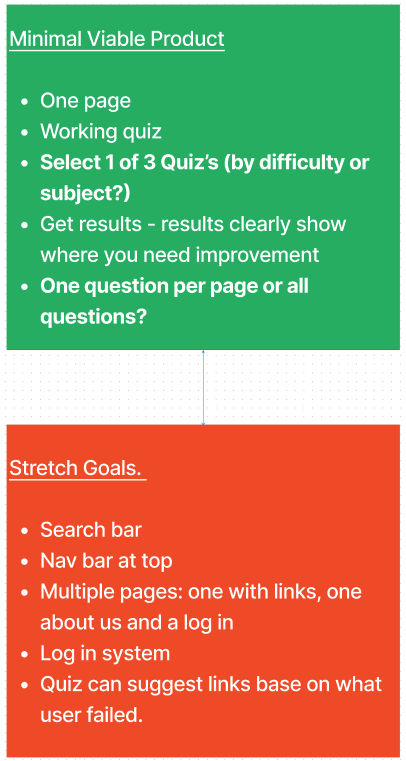 Minimal Viable Product
• One page
• Working quiz
• Select 1 of 3 Quiz's (by difficulty or
subject?)
• Get results - results clearly show
where you need improvement
• One question per page or all
questions?
Stretch Goals.
• Search bar
• Nav bar at top
• Multiple pages: one with links, one
about us and a log in
• Log in system
• Quiz can suggest links base on what
user failed.